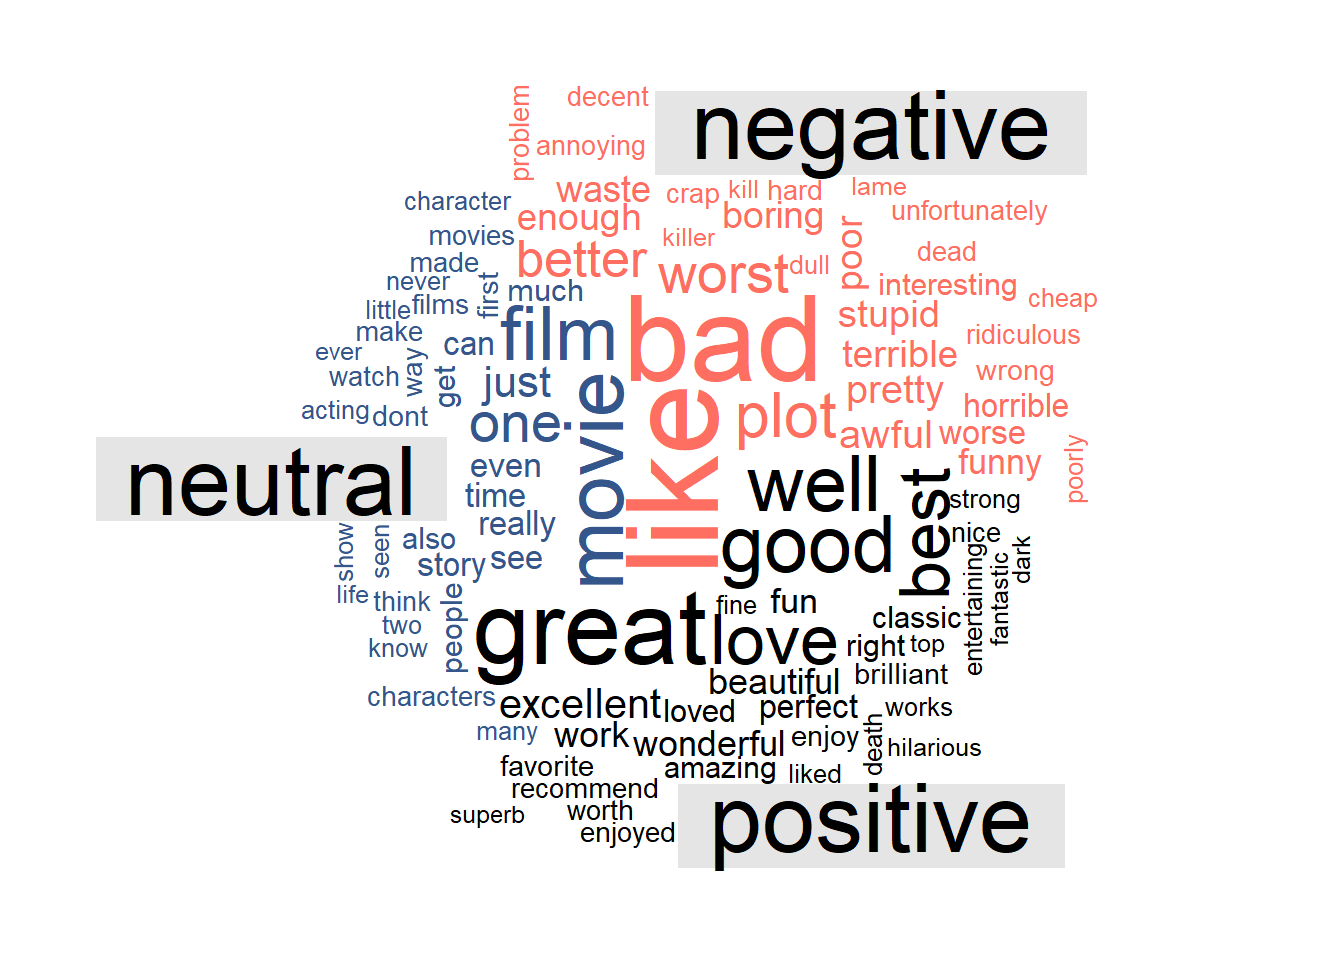 problem
decent
negative
annoying
waste
crap
kill
hard
lame
character
enough
boring
poor
unfortunately
movies
killer
dead
made
better
worst
dull
interesting
never
first
much
cheap
little
films
film
bad
stupid
make
can
ridiculous
ever
way
terrible
watch
get
just
movie
like
pretty
wrong
acting
dont
one
plot
awful
worse
horrible
neutral
even
well
best
funny
poorly
time
strong
show
seen
also
really
good
nice
dark
story
see
entertaining
fantastic
life
think
people
great
fine
fun
classic
two
love
right
top
know
beautiful
brilliant
characters
excellent
loved
perfect
works
many
work
wonderful
enjoy
death
hilarious
favorite
amazing
liked
recommend
superb
worth
positive
enjoyed